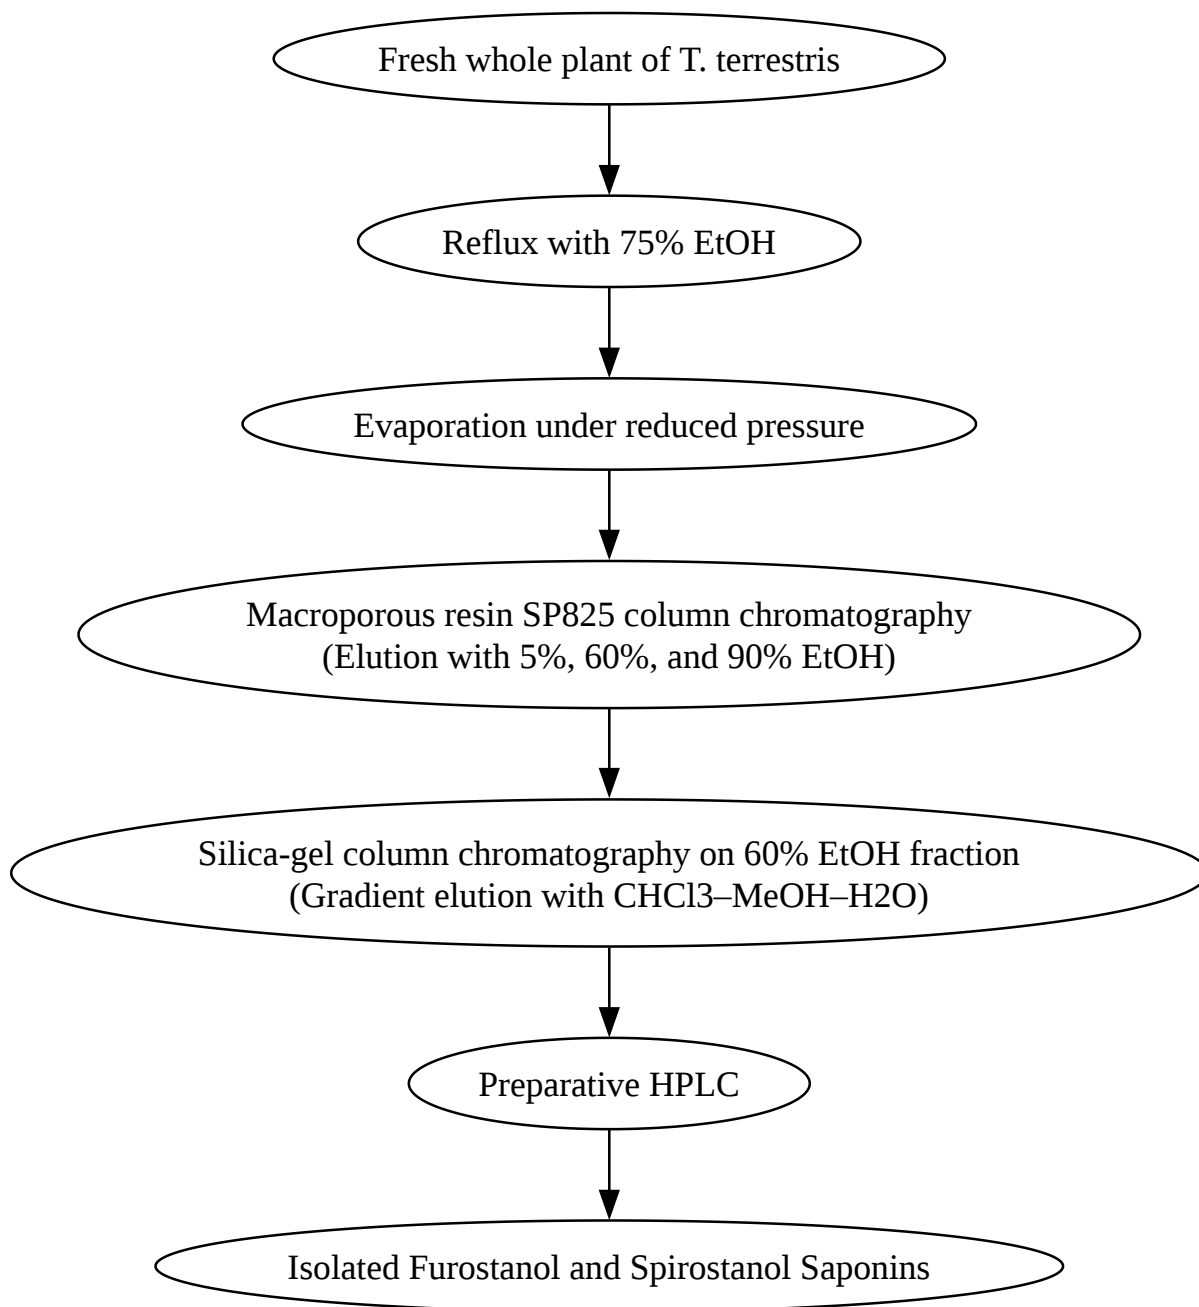 Fresh whole plant of T. terrestris
Reflux with 75% EtOH
Evaporation under reduced pressure
Macroporous resin SP825 column chromatography
(Elution with 5%, 60%, and 90% EtOH)
Silica-gel column chromatography on 60% EtOH fraction
(Gradient elution with CHCl3–MeOH–H2O)
Preparative HPLC
Isolated Furostanol and Spirostanol Saponins